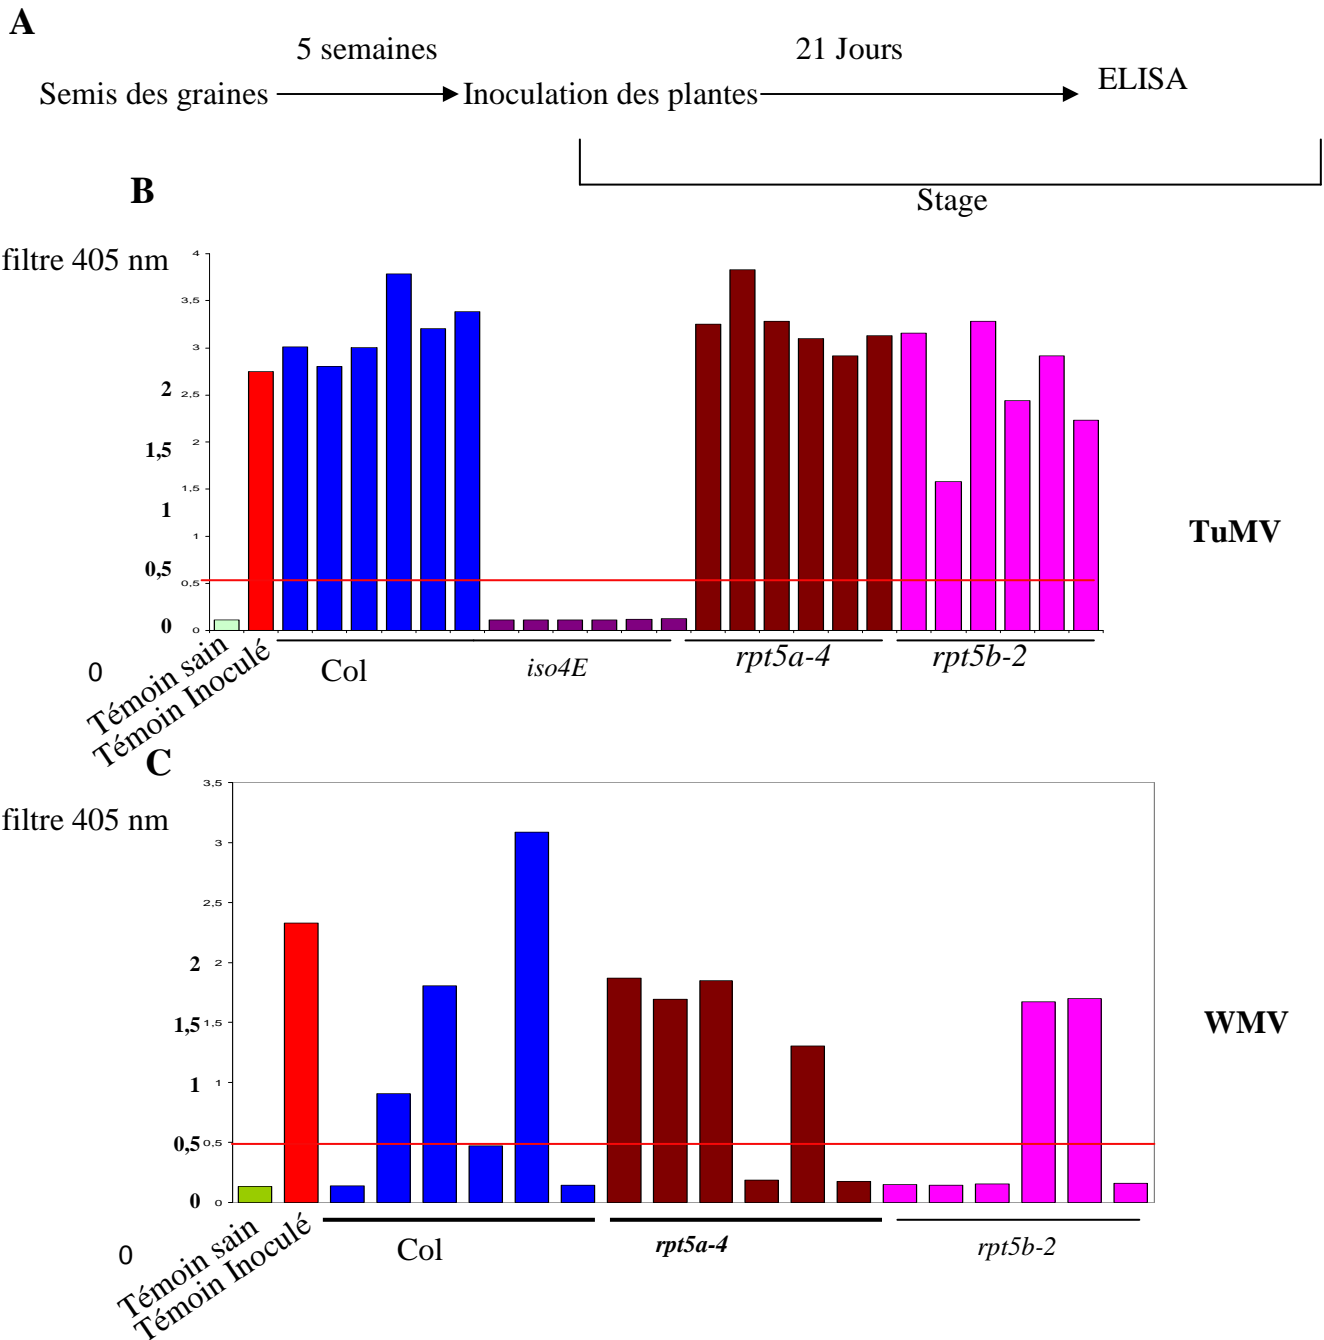 A
5 semaines
21 Jours
Semis des graines
Inoculation des plantes
ELISA
Stage
B
filtre 405 nm
4
3,5
3
2,5
2
1,5
1
0,5
0
2
1,5
1
0,5
0
0
Témoin sain
Témoin Inoculé
Col
iso4E
rpt5a-4
rpt5b-2
TuMV
C
filtre 405 nm
3,5
3
2,5
2
1,5
1
0,5
0
2
1,5
1
0,5
0
0
Témoin sain
Témoin Inoculé
Col
rpt5a-4
rpt5b-2
WMV